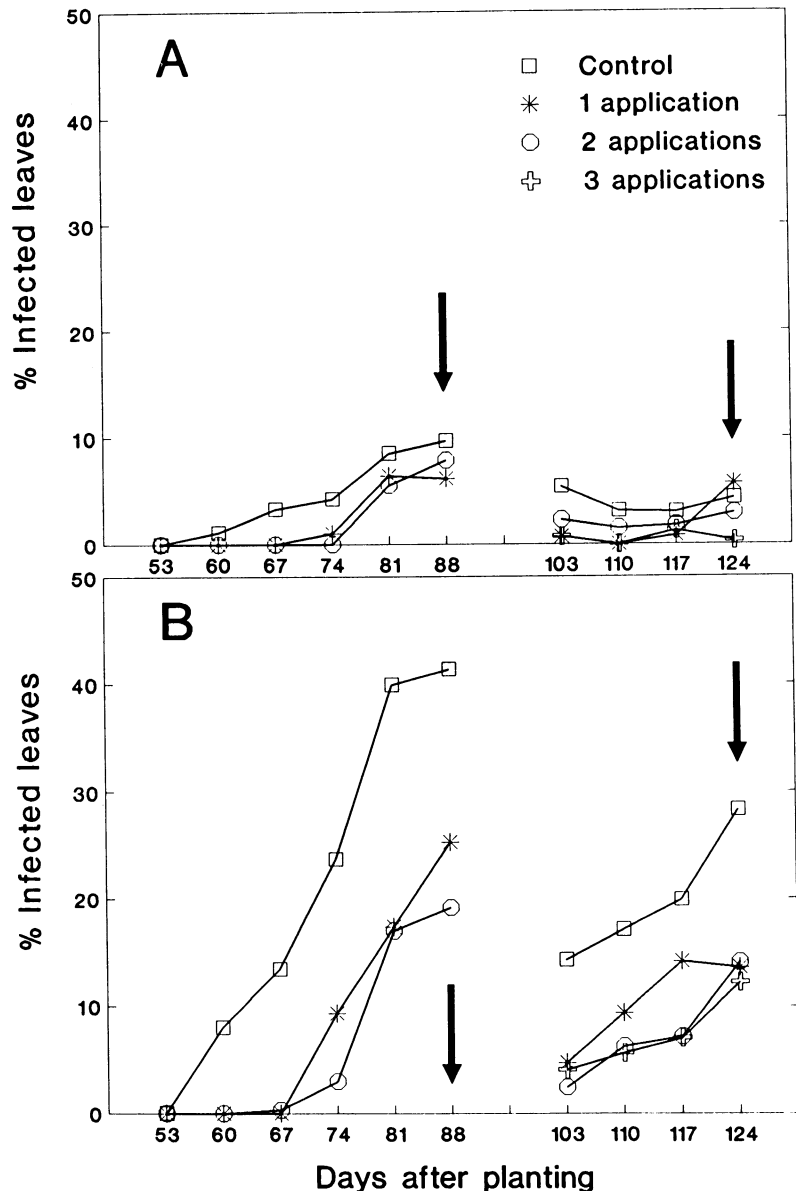 A
Control
1 application
2 applications
3 applications
% Infected leaves
50
40
30
20
10
0
53 60 67 74 81 88 103 110 117 124
B
% Infected leaves
50
40
30
20
10
0
53 60 67 74 81 88 103 110 117 124
Days after planting